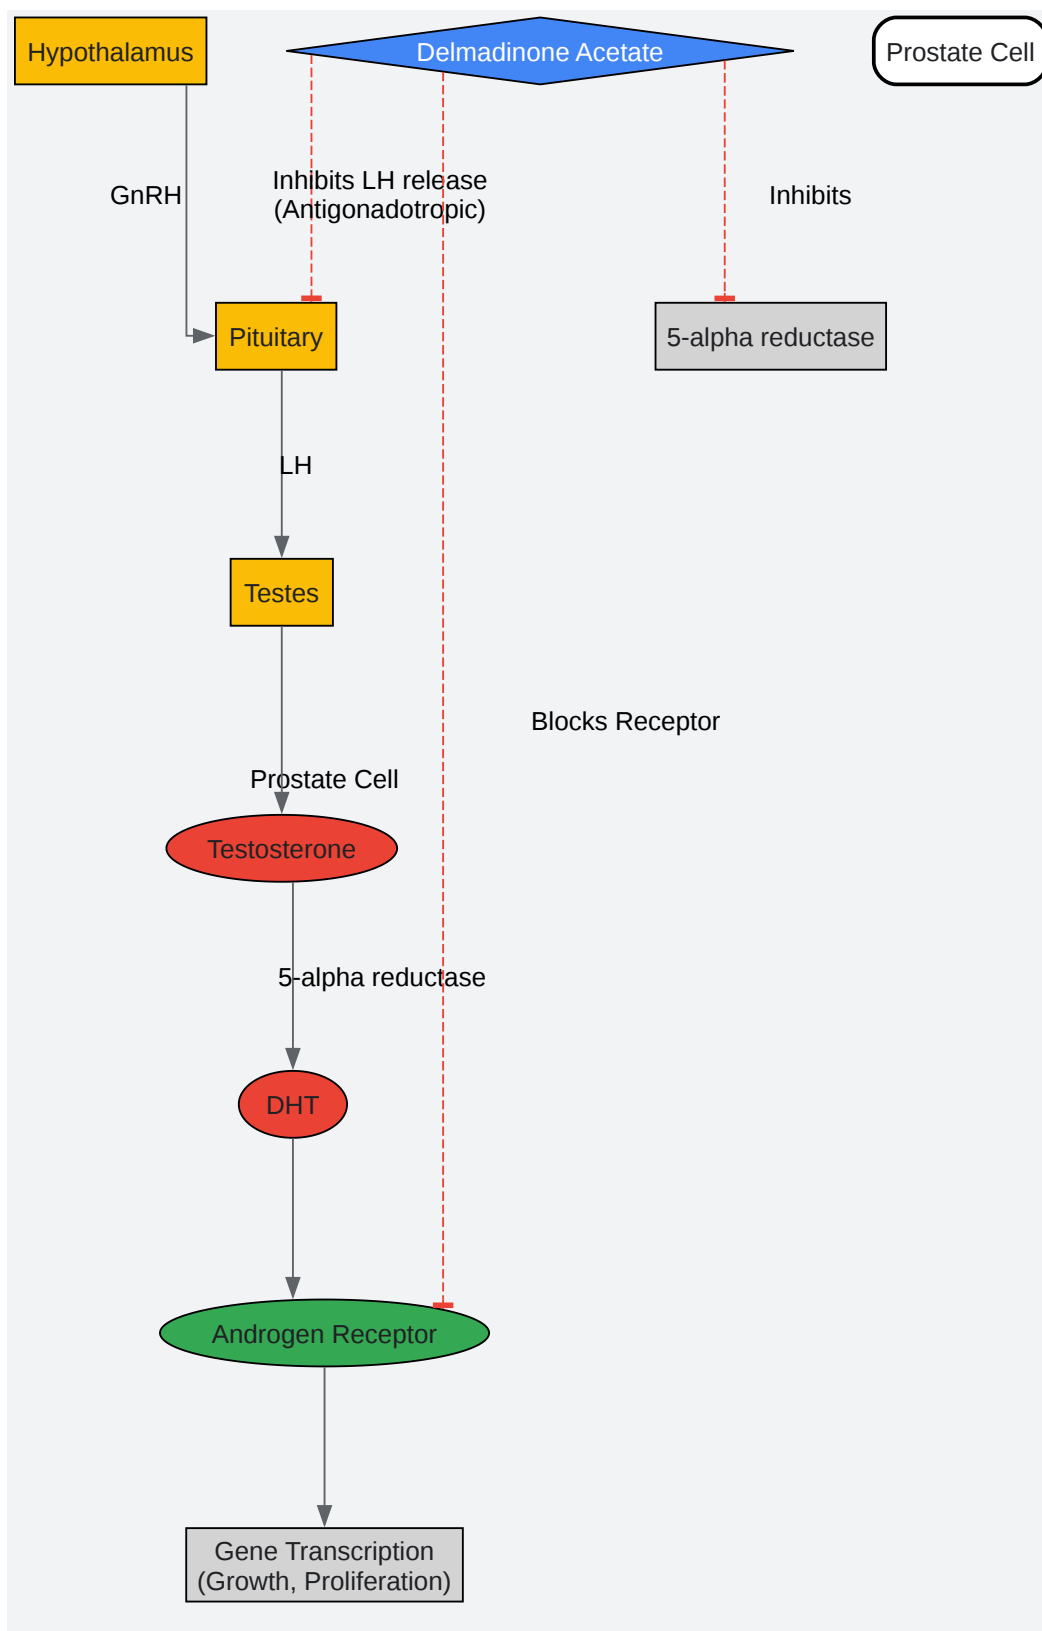 Hypothalamus
Delmadinone Acetate
Prostate Cell
GnRH
Inhibits LH release
(Antigonadotropic)
Inhibits
Pituitary
5-alpha reductase
LH
Testes
Blocks Receptor
Prostate Cell
Testosterone
5-alpha reductase
DHT
Androgen Receptor
Gene Transcription
(Growth, Proliferation)